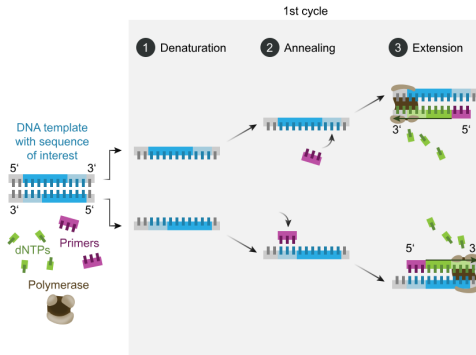 1st cycle
1 Denaturation
2 Annealing
3 Extension
DNA template
with sequence
of interest
5' 3'
3' 5'
Primers
dNTPs
Polymerase
3' 5'
5' 3